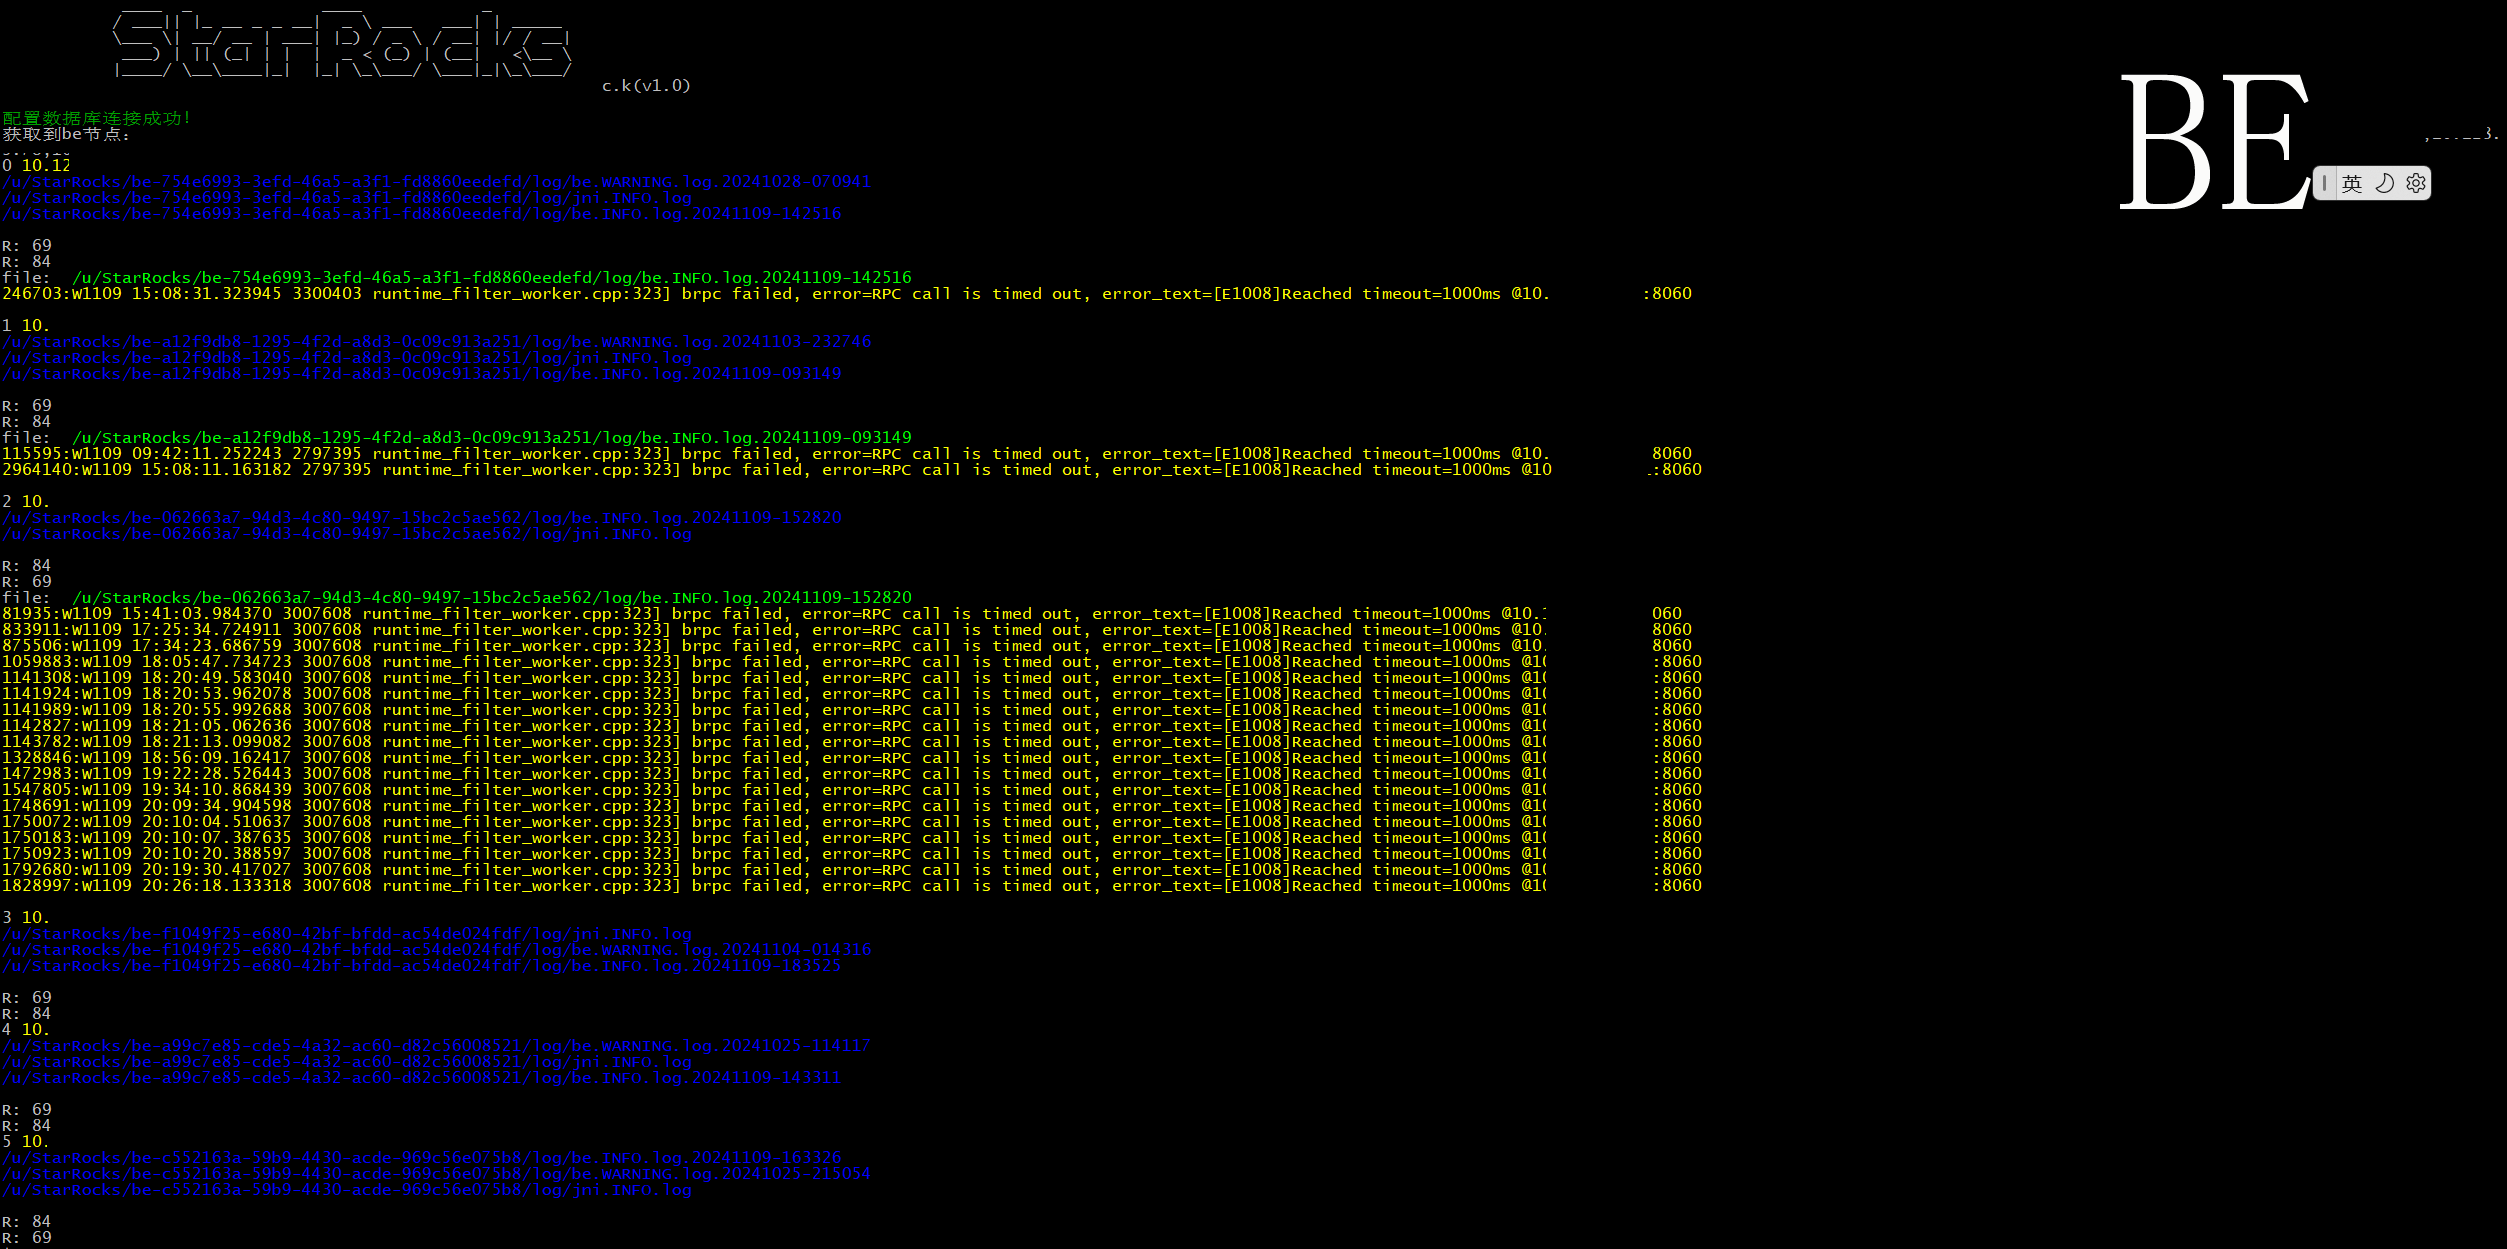 StarRocks
c.k(v1.0)
BE
配置数据库连接成功!
获取到be节点:
英
0 10.12
/u/StarRocks/be-754e6993-3efd-46a5-a3f1-fd8860eedefd/log/be.WARNING.log.20241028-070941
/u/StarRocks/be-754e6993-3efd-46a5-a3f1-fd8860eedefd/log/jni.INFO.log
/u/StarRocks/be-754e6993-3efd-46a5-a3f1-fd8860eedefd/log/be.INFO.log.20241109-142516
R: 69
R: 84
file:  /u/StarRocks/be-754e6993-3efd-46a5-a3f1-fd8860eedefd/log/be.INFO.log.20241109-142516
246703:W1109 15:08:31.323945 3300403 runtime_filter_worker.cpp:323] brpc failed, error=RPC call is timed out, error_text=[E1008]Reached timeout=1000ms @10. :8060
1 10.
/u/StarRocks/be-a12f9db8-1295-4f2d-a8d3-0c09c913a251/log/be.WARNING.log.20241103-232746
/u/StarRocks/be-a12f9db8-1295-4f2d-a8d3-0c09c913a251/log/jni.INFO.log
/u/StarRocks/be-a12f9db8-1295-4f2d-a8d3-0c09c913a251/log/be.INFO.log.20241109-093149
R: 69
R: 84
file:  /u/StarRocks/be-a12f9db8-1295-4f2d-a8d3-0c09c913a251/log/be.INFO.log.20241109-093149
115595:W1109 09:42:11.252243 2797395 runtime_filter_worker.cpp:323] brpc failed, error=RPC call is timed out, error_text=[E1008]Reached timeout=1000ms @10. 8060
2964140:W1109 15:08:11.163182 2797395 runtime_filter_worker.cpp:323] brpc failed, error=RPC call is timed out, error_text=[E1008]Reached timeout=1000ms @10 :8060
2 10.
/u/StarRocks/be-062663a7-94d3-4c80-9497-15bc2c5ae562/log/be.INFO.log.20241109-152820
/u/StarRocks/be-062663a7-94d3-4c80-9497-15bc2c5ae562/log/jni.INFO.log
R: 84
R: 69
file:  /u/StarRocks/be-062663a7-94d3-4c80-9497-15bc2c5ae562/log/be.INFO.log.20241109-152820
81935:W1109 15:41:03.984370 3007608 runtime_filter_worker.cpp:323] brpc failed, error=RPC call is timed out, error_text=[E1008]Reached timeout=1000ms @10. 060
833911:W1109 17:25:34.724911 3007608 runtime_filter_worker.cpp:323] brpc failed, error=RPC call is timed out, error_text=[E1008]Reached timeout=1000ms @10. 8060
875506:W1109 17:34:23.686759 3007608 runtime_filter_worker.cpp:323] brpc failed, error=RPC call is timed out, error_text=[E1008]Reached timeout=1000ms @10. 8060
1059883:W1109 18:05:47.734723 3007608 runtime_filter_worker.cpp:323] brpc failed, error=RPC call is timed out, error_text=[E1008]Reached timeout=1000ms @10 :8060
1141308:W1109 18:20:49.583040 3007608 runtime_filter_worker.cpp:323] brpc failed, error=RPC call is timed out, error_text=[E1008]Reached timeout=1000ms @10 :8060
1141924:W1109 18:20:53.962078 3007608 runtime_filter_worker.cpp:323] brpc failed, error=RPC call is timed out, error_text=[E1008]Reached timeout=1000ms @10 :8060
1141989:W1109 18:20:55.992688 3007608 runtime_filter_worker.cpp:323] brpc failed, error=RPC call is timed out, error_text=[E1008]Reached timeout=1000ms @10 :8060
1142827:W1109 18:21:05.062636 3007608 runtime_filter_worker.cpp:323] brpc failed, error=RPC call is timed out, error_text=[E1008]Reached timeout=1000ms @10 :8060
1143782:W1109 18:21:13.099082 3007608 runtime_filter_worker.cpp:323] brpc failed, error=RPC call is timed out, error_text=[E1008]Reached timeout=1000ms @10 :8060
1328846:W1109 18:56:09.162417 3007608 runtime_filter_worker.cpp:323] brpc failed, error=RPC call is timed out, error_text=[E1008]Reached timeout=1000ms @10 :8060
1472983:W1109 19:22:28.526443 3007608 runtime_filter_worker.cpp:323] brpc failed, error=RPC call is timed out, error_text=[E1008]Reached timeout=1000ms @10 :8060
1547805:W1109 19:34:10.868439 3007608 runtime_filter_worker.cpp:323] brpc failed, error=RPC call is timed out, error_text=[E1008]Reached timeout=1000ms @10 :8060
1748691:W1109 20:09:34.904598 3007608 runtime_filter_worker.cpp:323] brpc failed, error=RPC call is timed out, error_text=[E1008]Reached timeout=1000ms @10 :8060
1750072:W1109 20:10:04.510637 3007608 runtime_filter_worker.cpp:323] brpc failed, error=RPC call is timed out, error_text=[E1008]Reached timeout=1000ms @10 :8060
1750183:W1109 20:10:07.387635 3007608 runtime_filter_worker.cpp:323] brpc failed, error=RPC call is timed out, error_text=[E1008]Reached timeout=1000ms @10 :8060
1750923:W1109 20:10:20.388597 3007608 runtime_filter_worker.cpp:323] brpc failed, error=RPC call is timed out, error_text=[E1008]Reached timeout=1000ms @10 :8060
1792680:W1109 20:19:30.417027 3007608 runtime_filter_worker.cpp:323] brpc failed, error=RPC call is timed out, error_text=[E1008]Reached timeout=1000ms @10 :8060
1828997:W1109 20:26:18.133318 3007608 runtime_filter_worker.cpp:323] brpc failed, error=RPC call is timed out, error_text=[E1008]Reached timeout=1000ms @10 :8060
3 10.
/u/StarRocks/be-f1049f25-e680-42bf-bfdd-ac54de024fdf/log/jni.INFO.log
/u/StarRocks/be-f1049f25-e680-42bf-bfdd-ac54de024fdf/log/be.WARNING.log.20241104-014316
/u/StarRocks/be-f1049f25-e680-42bf-bfdd-ac54de024fdf/log/be.INFO.log.20241109-183525
R: 69
R: 84
4 10.
/u/StarRocks/be-a99c7e85-cde5-4a32-ac60-d82c56008521/log/be.WARNING.log.20241025-114117
/u/StarRocks/be-a99c7e85-cde5-4a32-ac60-d82c56008521/log/jni.INFO.log
/u/StarRocks/be-a99c7e85-cde5-4a32-ac60-d82c56008521/log/be.INFO.log.20241109-143311
R: 69
R: 84
5 10.
/u/StarRocks/be-c552163a-59b9-4430-acde-969c56e075b8/log/be.INFO.log.20241109-163326
/u/StarRocks/be-c552163a-59b9-4430-acde-969c56e075b8/log/be.WARNING.log.20241025-215054
/u/StarRocks/be-c552163a-59b9-4430-acde-969c56e075b8/log/jni.INFO.log
R: 84
R: 69